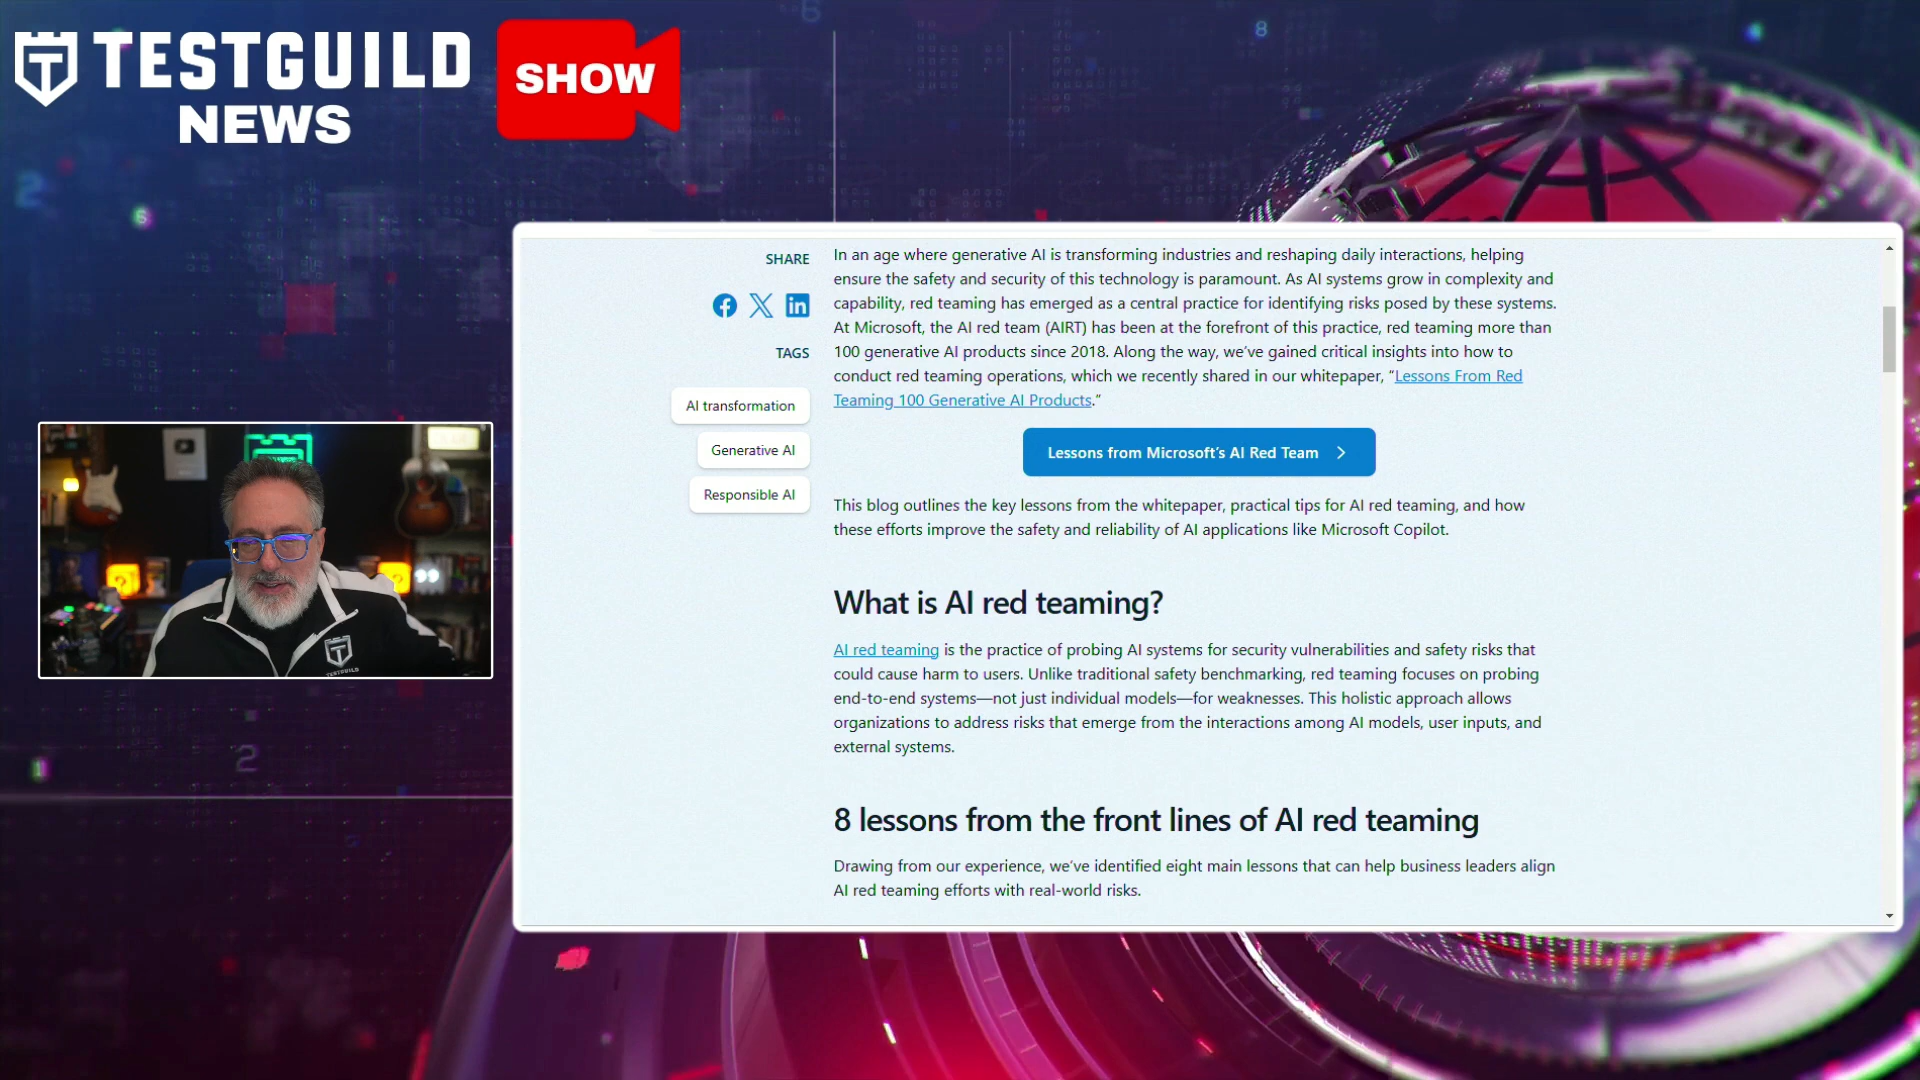 TESTGUILD
NEWS
SHOW
SHARE
TAGS
AI transformation
Generative AI
Responsible AI
In an age where generative AI is transforming industries and reshaping daily interactions, helping
ensure the safety and security of this technology is paramount. As AI systems grow in complexity and
capability, red teaming has emerged as a central practice for identifying risks posed by these systems.
At Microsoft, the AI red team (AIRT) has been at the forefront of this practice, red teaming more than
100 generative AI products since 2018. Along the way, we’ve gained critical insights into how to
conduct red teaming operations, which we recently shared in our whitepaper, “Lessons From Red
Teaming 100 Generative AI Products.”
Lessons from Microsoft’s AI Red Team
This blog outlines the key lessons from the whitepaper, practical tips for AI red teaming, and how
these efforts improve the safety and reliability of AI applications like Microsoft Copilot.
What is AI red teaming?
AI red teaming is the practice of probing AI systems for security vulnerabilities and safety risks that
could cause harm to users. Unlike traditional safety benchmarking, red teaming focuses on probing
end-to-end systems—not just individual models—for weaknesses. This holistic approach allows
organizations to address risks that emerge from the interactions among AI models, user inputs, and
external systems.
8 lessons from the front lines of AI red teaming
Drawing from our experience, we’ve identified eight main lessons that can help business leaders align
AI red teaming efforts with real-world risks.
TESTGUILD